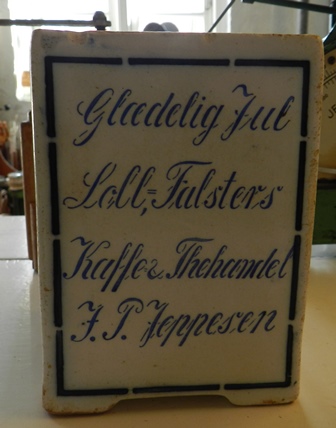 Glædelig Jul
Loll,= Falsters
Kaffe & Thehandel
J. P. Jeppesen